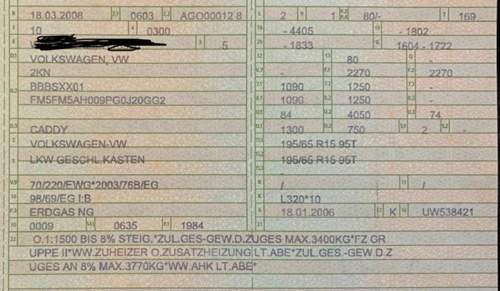 18.03.2008 0603 AGO00012 8
10 0300
5
VOLKSWAGEN, VW
2KN
BBBSXX01
FM5FM5AH009PG0J20GG2
CADDY
VOLKSWAGEN-VW
LKW GESCHL.KASTEN
70/220/EWG*2003/76B/EG
98/69/EG I:B
ERDGAS NG
0009 0635 1984
2 9 1 80/- 169
- 4405 - 1802
- 1833 1604 - 1722
- 80 -
- 2270 2270
1090 1250 -
1090 1250 -
84 4050 74
1300 750 2 -
195/65 R15 95T
195/65 R15 95T
/ /
L320*10
18.01.2006 K UW538421
O.1:1500 BIS 8% STEIG.*ZUL.GES-GEW.D.ZUGES MAX.3400KG*FZ GR
UPPE II*WW.ZUHEIZER O.ZUSATZHEIZUNG LT.ABE*ZUL.GES -GEW.D.Z
UGES AN 8% MAX.3770KG*WW.AHK LT.ABE*